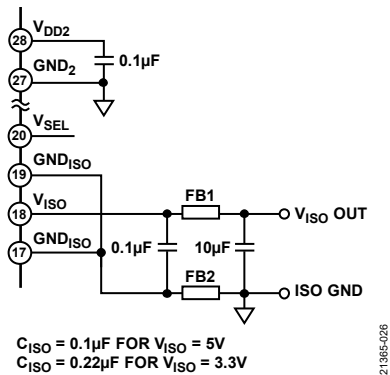 28 VDD2
0.1µF
27 GND2
20 VSEL
19 GNDISO
18 VISO
FB1
VISO OUT
17 GNDISO
0.1µF
10µF
FB2
ISO GND
CISO = 0.1µF FOR VISO = 5V
CISO = 0.22µF FOR VISO = 3.3V
21365-026